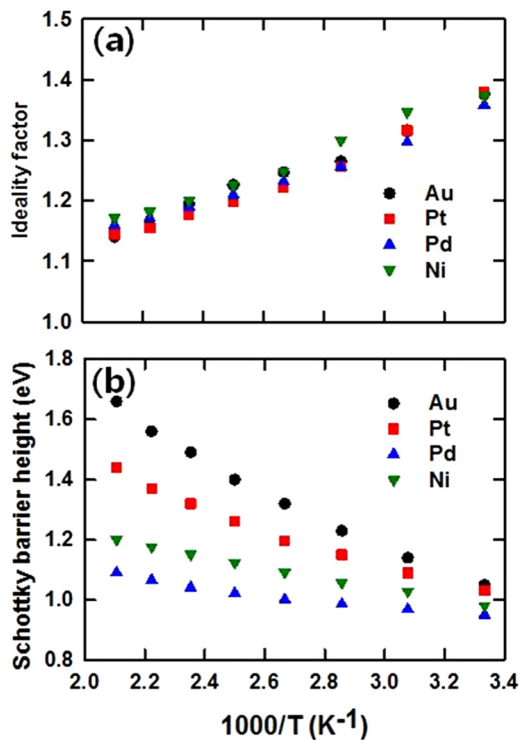 (a)
Ideality factor
1.5
1.4
1.3
1.2
1.1
1.0
Au
Pt
Pd
Ni
(b)
Schottky barrier height (eV)
1.8
1.6
1.4
1.2
1.0
0.8
Au
Pt
Pd
Ni
2.0 2.2 2.4 2.6 2.8 3.0 3.2 3.4
1000/T (K-1)